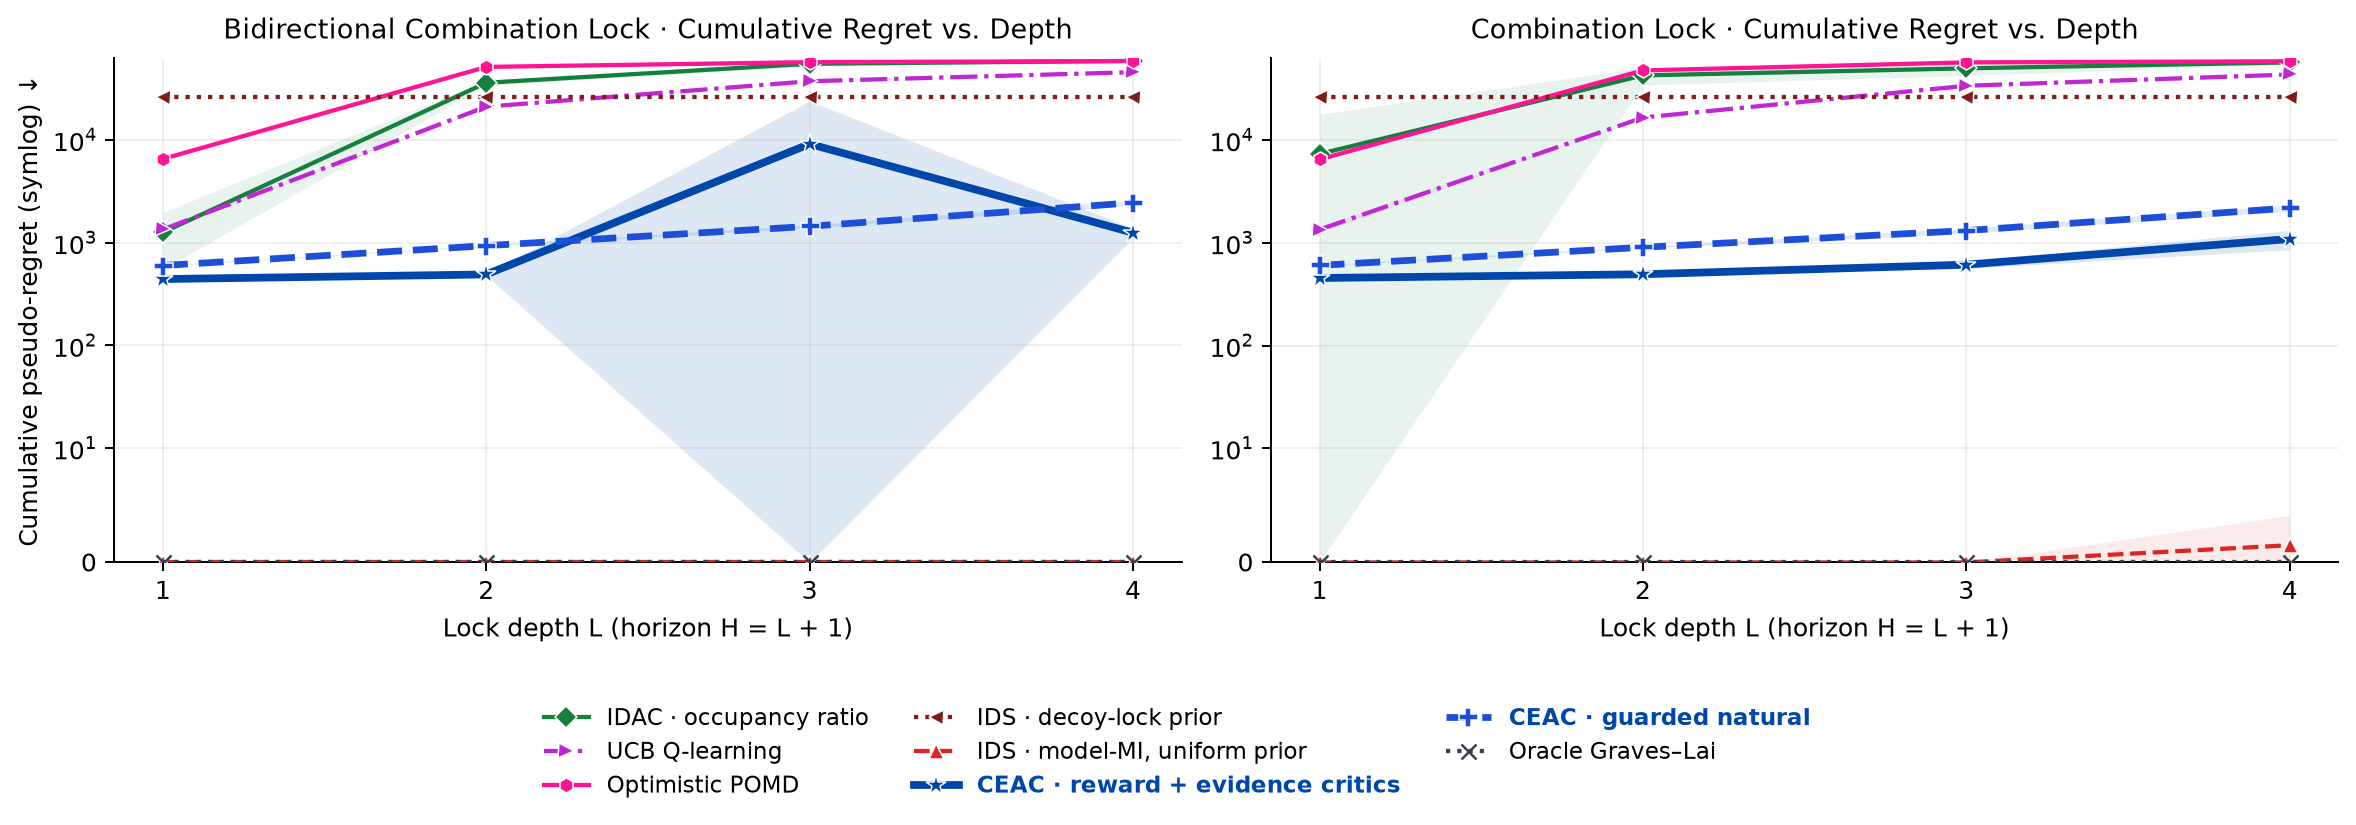 Bidirectional Combination Lock · Cumulative Regret vs. Depth
Cumulative pseudo-regret (symlog) ↓
10⁴
10³
10²
10¹
0
1
2
3
4
Lock depth L (horizon H = L + 1)
Combination Lock · Cumulative Regret vs. Depth
10⁴
10³
10²
10¹
0
1
2
3
4
Lock depth L (horizon H = L + 1)
IDAC · occupancy ratio
UCB Q-learning
Optimistic POMD
IDS · decoy-lock prior
IDS · model-MI, uniform prior
CEAC · reward + evidence critics
CEAC · guarded natural
Oracle Graves–Lai